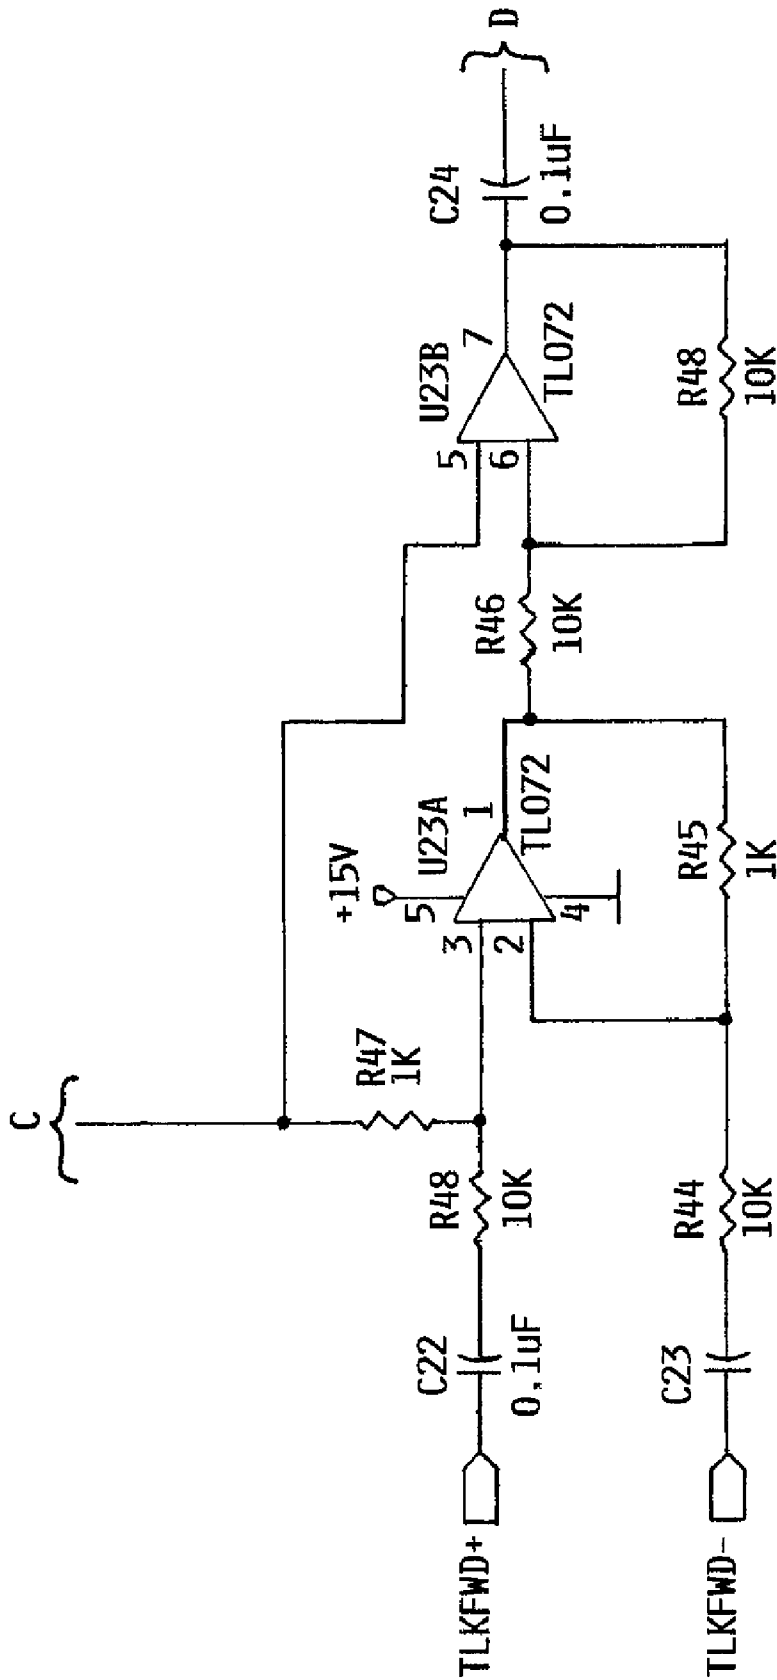 C
D
+15V
U23A
5
3
1
2
4
TL072
U23B
5
7
6
TL072
C24
0.1uF
R47
1K
R46
10K
TLKFWD+
C22
0.1uF
R48
10K
R45
1K
R48
10K
TLKFWD-
C23
R44
10K